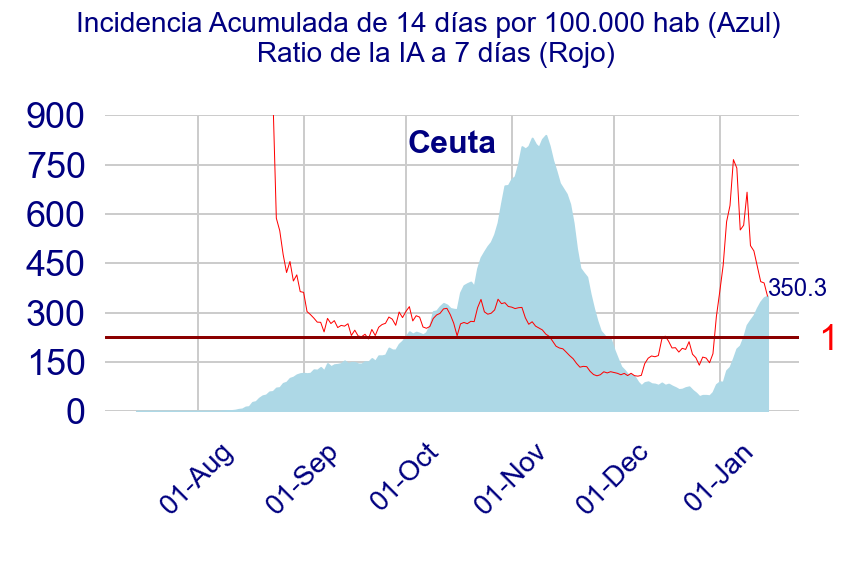 Incidencia Acumulada de 14 días por 100.000 hab (Azul)
Ratio de la IA a 7 días (Rojo)
Ceuta
900
750
600
450
300
150
0
350.3
1
01-Aug
01-Sep
01-Oct
01-Nov
01-Dec
01-Jan